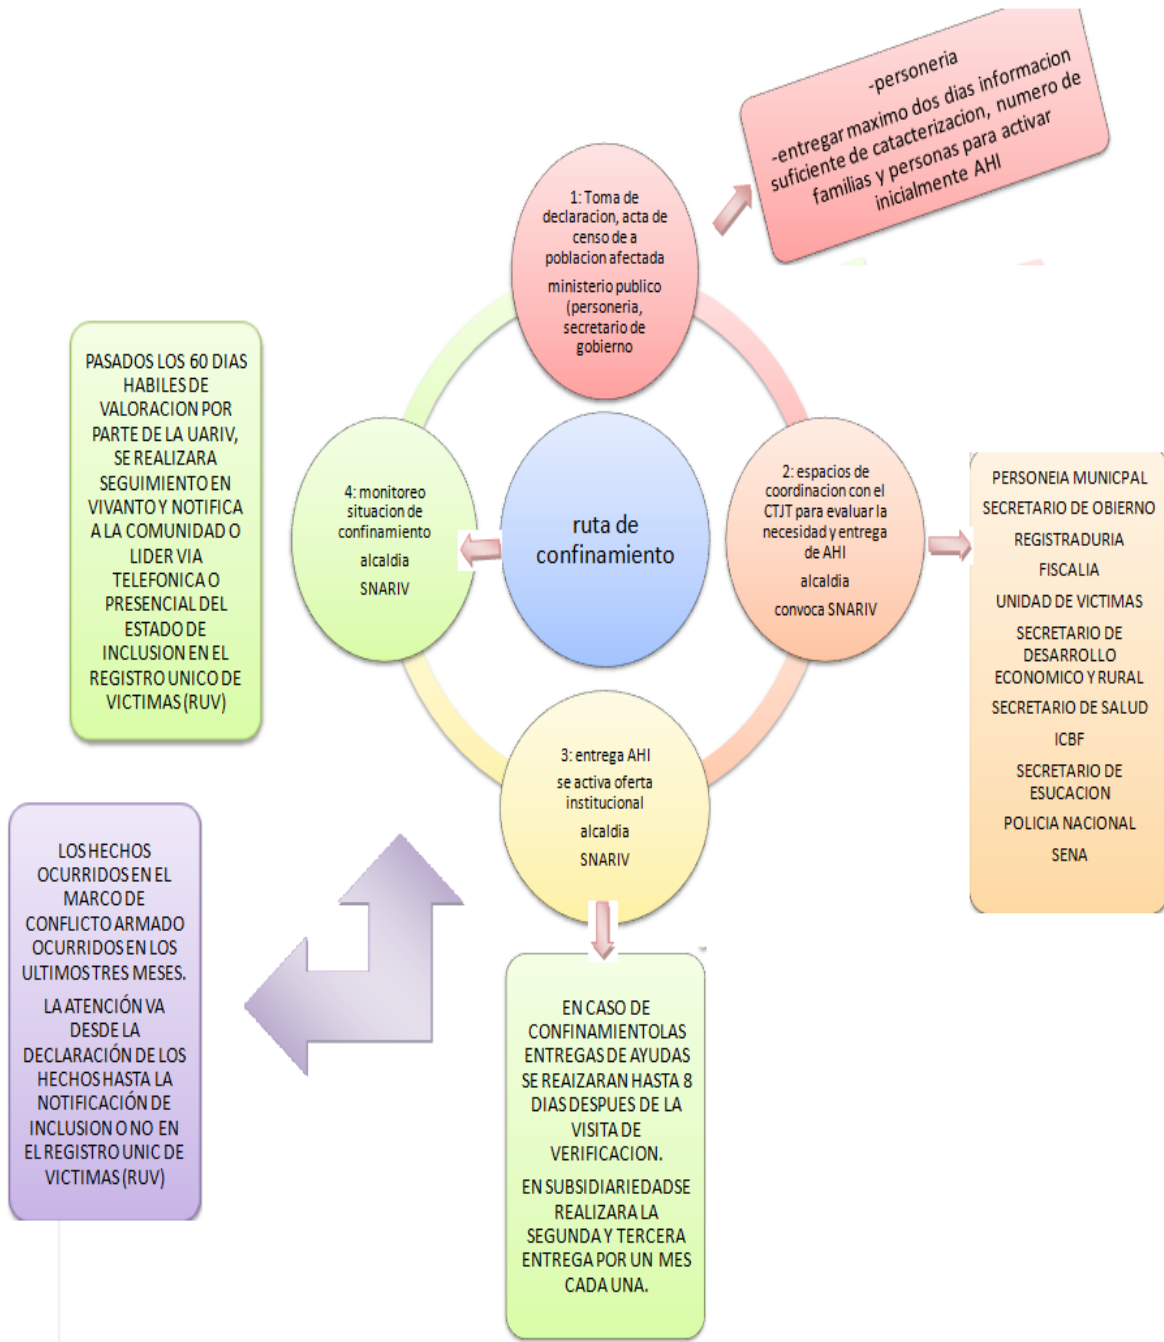 -personeria
-entregar maximo dos dias informacion
suficiente de catacterizacion, numero de
familias y personas para activar
inicialmente AHI
1: Toma de
declaracion, acta de
censo de a
poblacion afectada
ministerio publico
(personeria,
secretario de
gobierno
PASADOS LOS 60 DIAS
HABILES DE
VALORACION POR
PARTE DE LA UARIV,
SE REALIZARA
SEGUIMIENTO EN
VIVANTO Y NOTIFICA
A LA COMUNIDAD O
LIDER VIA
TELEFONICA O
PRESENCIAL DEL
ESTADO DE
INCLUSION EN EL
REGISTRO UNICO DE
VICTIMAS (RUV)
4: monitoreo
situacion de
confinamiento
alcaldia
SNARIV
ruta de
confinamiento
2: espacios de
coordinacion con el
CTJT para evaluar la
necesidad y entrega
de AHI
alcaldia
convoca SNARIV
PERSONEIA MUNICPAL
SECRETARIO DE OBIERNO
REGISTRADURIA
FISCALIA
UNIDAD DE VICTIMAS
SECRETARIO DE
DESARROLLO
ECONOMICO Y RURAL
SECRETARIO DE SALUD
ICBF
SECRETARIO DE
ESUCACION
POLICIA NACIONAL
SENA
3: entrega AHI
se activa oferta
institucional
alcaldia
SNARIV
LOS HECHOS
OCURRIDOS EN EL
MARCO DE
CONFLICTO ARMADO
OCURRIDOS EN LOS
ULTIMOS TRES MESES.
LA ATENCIÓN VA
DESDE LA
DECLARACIÓN DE LOS
HECHOS HASTA LA
NOTIFICACIÓN DE
INCLUSION O NO EN
EL REGISTRO UNIC DE
VICTIMAS (RUV)
EN CASO DE
CONFINAMIENTOLAS
ENTREGAS DE AYUDAS
SE REAIZARAN HASTA 8
DIAS DESPUES DE LA
VISITA DE
VERIFICACION.
EN SUBSIDIARIEDADSE
REALIZARA LA
SEGUNDA Y TERCERA
ENTREGA POR UN MES
CADA UNA.